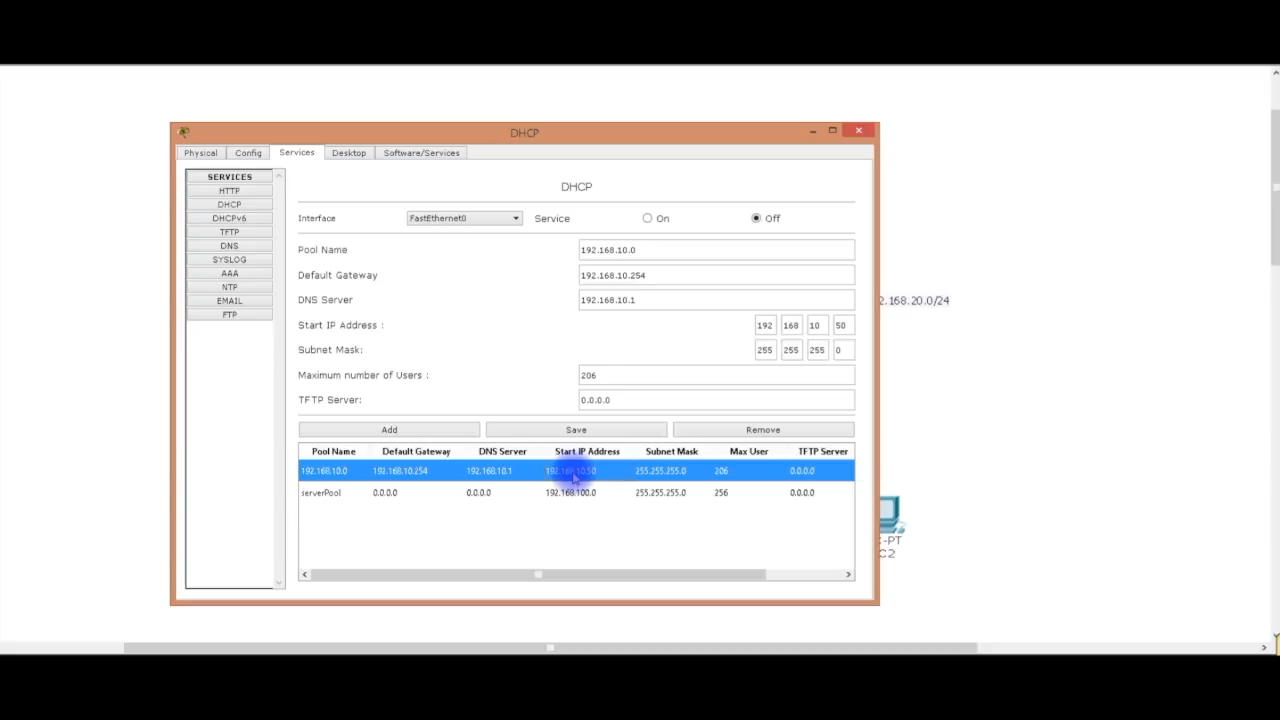 DHCP
Physical Config Services Desktop Software/Services
SERVICES
HTTP
DHCP
DHCPv6
TFTP
DNS
SYSLOG
AAA
NTP
EMAIL
FTP
DHCP
Interface FastEthernet0 Service On Off
Pool Name 192.168.10.0
Default Gateway 192.168.10.254
DNS Server 192.168.10.1
Start IP Address : 192 168 10 50
Subnet Mask: 255 255 255 0
Maximum number of Users : 206
TFTP Server: 0.0.0.0
Add Save Remove
Pool Name Default Gateway DNS Server Start IP Address Subnet Mask Max User TFTP Server
192.168.10.0 192.168.10.254 192.168.10.1 192.168.10.50 255.255.255.0 206 0.0.0.0
serverPool 0.0.0.0 0.0.0.0 192.168.100.0 255.255.255.0 256 0.0.0.0
2.168.20.0/24
-PT
C2